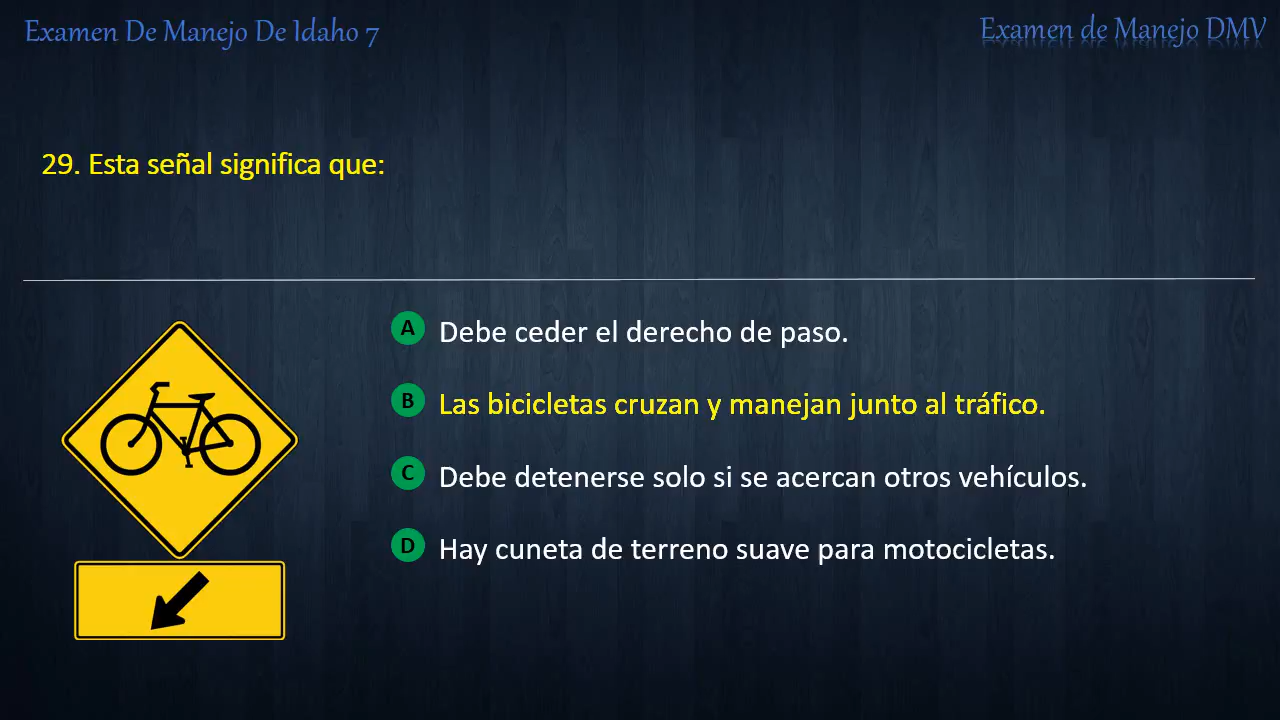 Examen De Manejo De Idaho 7
Examen de Manejo DMV
29. Esta señal significa que:
A Debe ceder el derecho de paso.
B Las bicicletas cruzan y manejan junto al tráfico.
C Debe detenerse solo si se acercan otros vehículos.
D Hay cuneta de terreno suave para motocicletas.